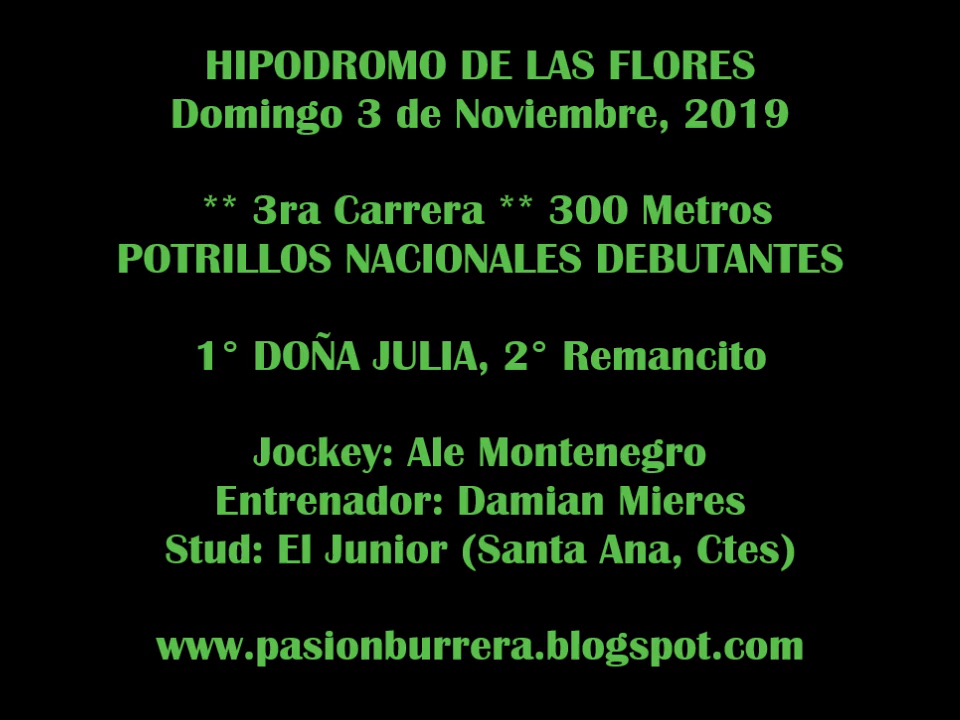 HIPODROMO DE LAS FLORES
Domingo 3 de Noviembre, 2019
** 3ra Carrera ** 300 Metros
POTRILLOS NACIONALES DEBUTANTES
1° DOÑA JULIA, 2° Remancito
Jockey: Ale Montenegro
Entrenador: Damian Mieres
Stud: El Junior (Santa Ana, Ctes)
www.pasionburrera.blogspot.com